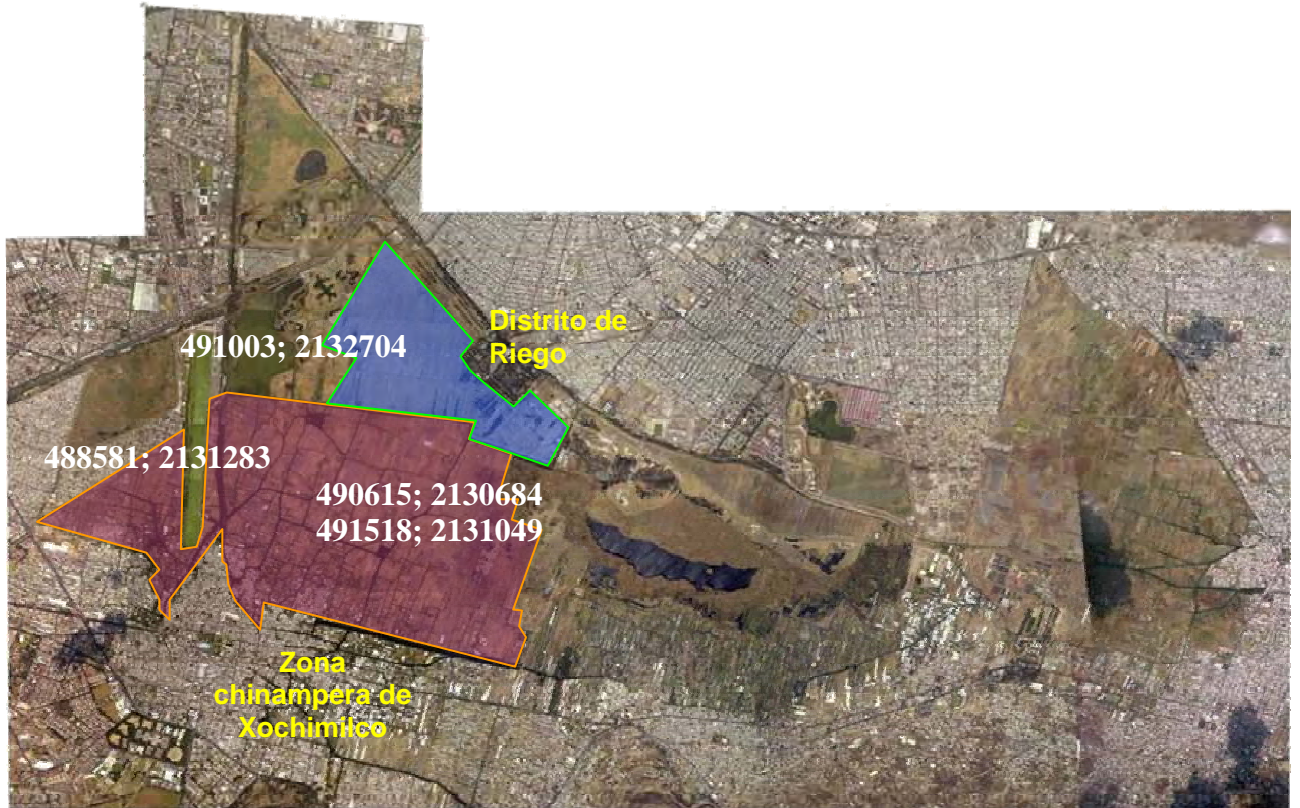 Distrito de
Riego
491003; 2132704
488581; 2131283
490615; 2130684
491518; 2131049
Zona
chinampera de
Xochimilco